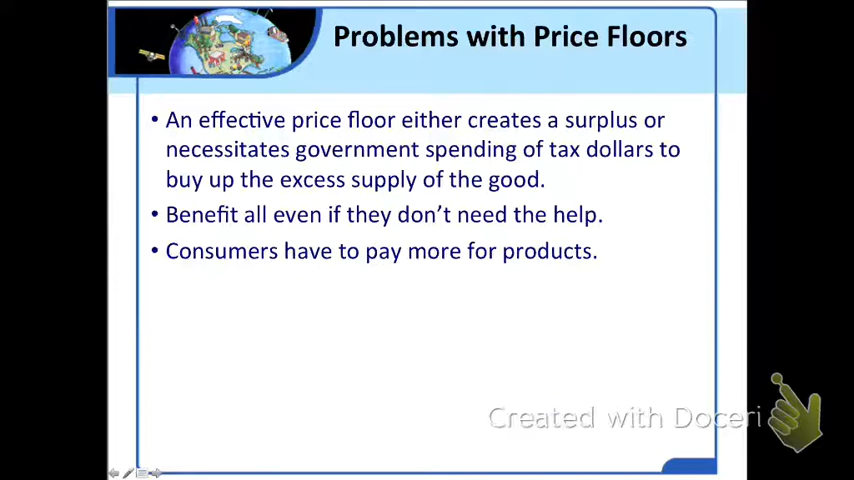 Problems with Price Floors
• An effective price floor either creates a surplus or
necessitates government spending of tax dollars to
buy up the excess supply of the good.
• Benefit all even if they don't need the help.
• Consumers have to pay more for products.
Created with Doceri